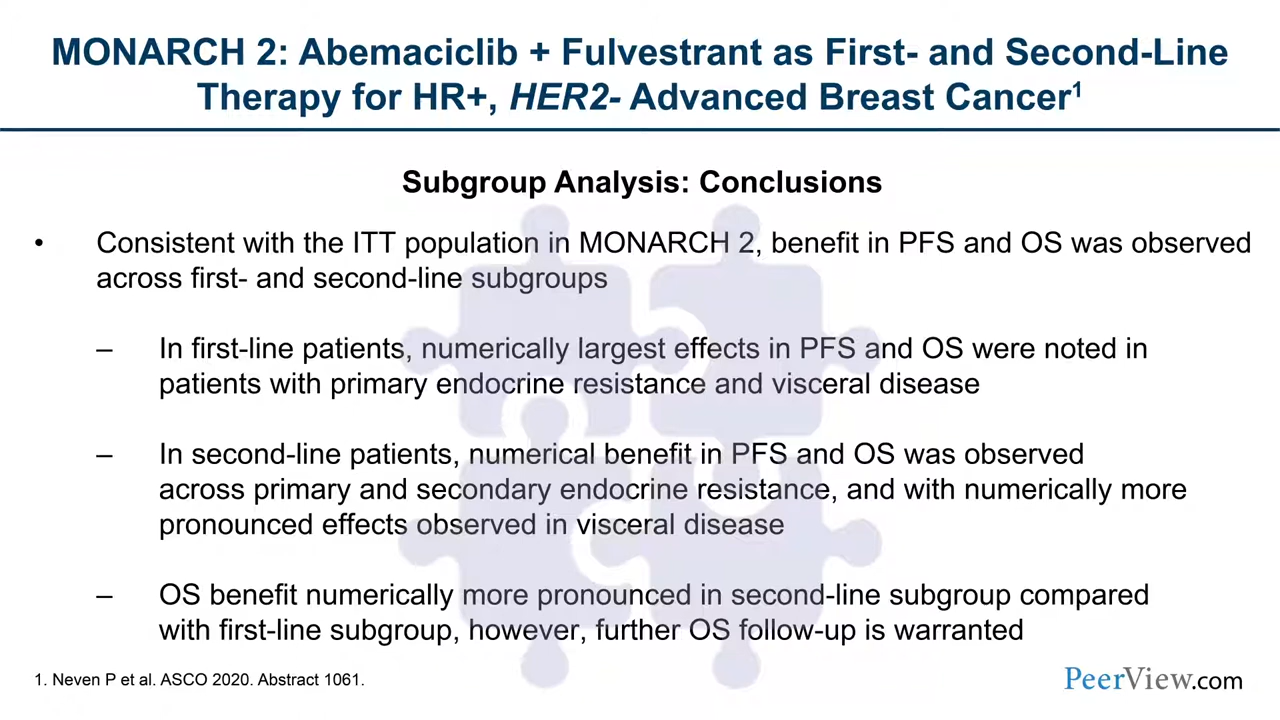 MONARCH 2: Abemaciclib + Fulvestrant as First- and Second-Line
Therapy for HR+, HER2- Advanced Breast Cancer¹
Subgroup Analysis: Conclusions
• Consistent with the ITT population in MONARCH 2, benefit in PFS and OS was observed
across first- and second-line subgroups
– In first-line patients, numerically largest effects in PFS and OS were noted in
patients with primary endocrine resistance and visceral disease
– In second-line patients, numerical benefit in PFS and OS was observed
across primary and secondary endocrine resistance, and with numerically more
pronounced effects observed in visceral disease
– OS benefit numerically more pronounced in second-line subgroup compared
with first-line subgroup, however, further OS follow-up is warranted
1. Neven P et al. ASCO 2020. Abstract 1061.
PeerView.com